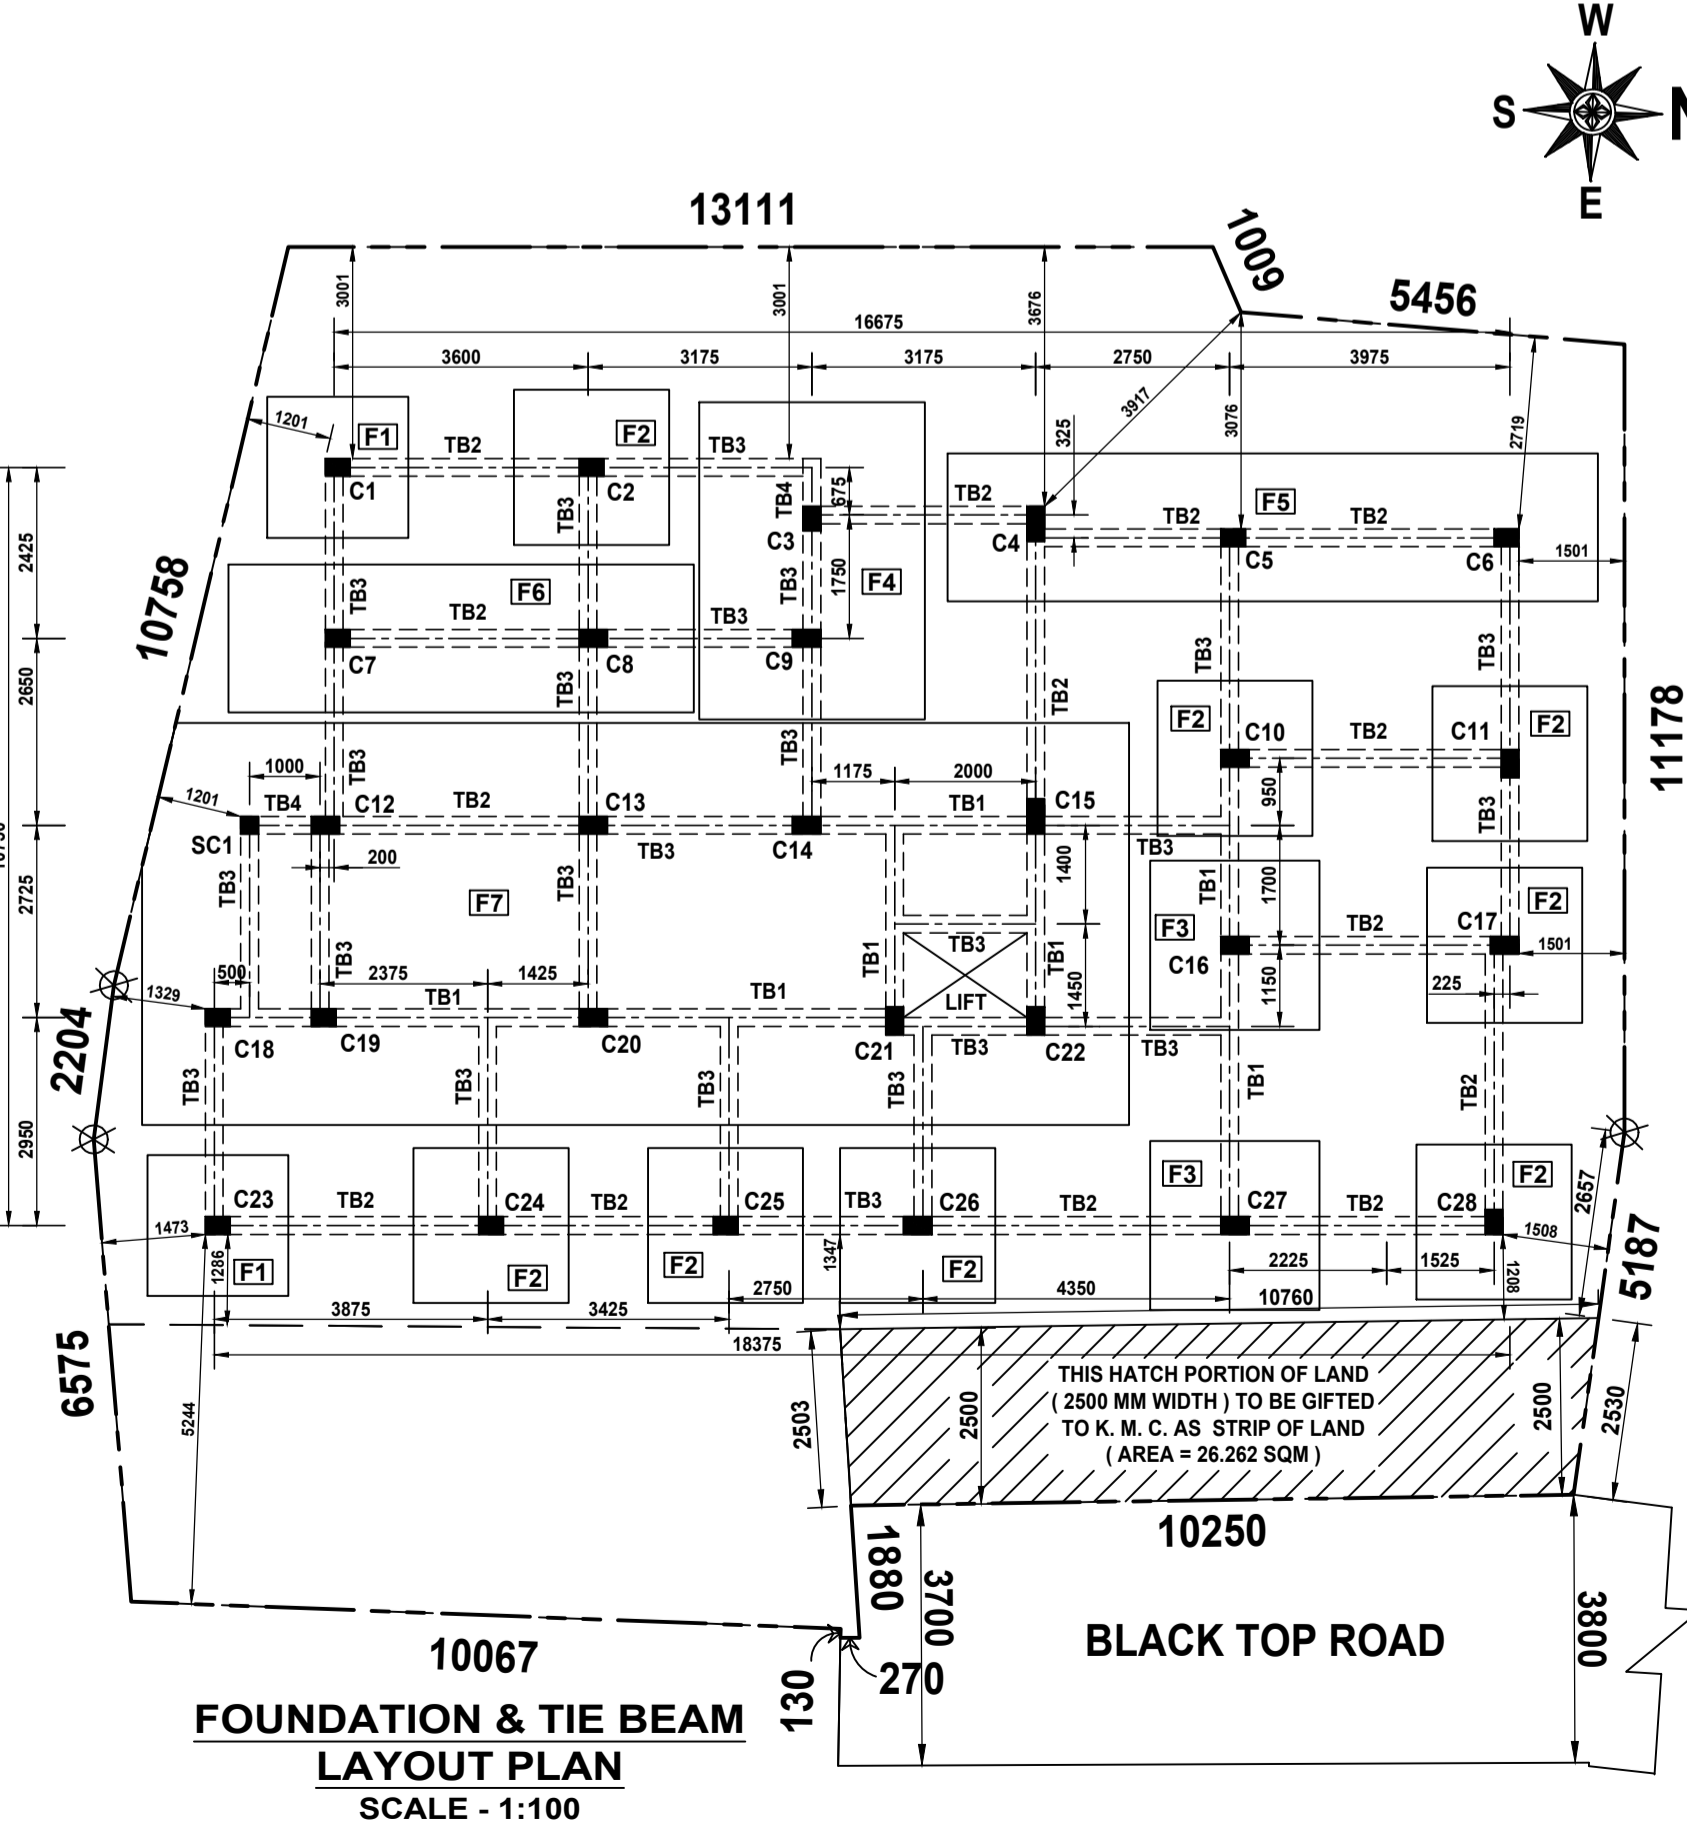 W
S
N
E
13111
1009
5456
3001
3001
3676
16675
3600
3175
3175
2750
3975
3917
3076
325
2719
1201
F1
TB2
F2
TB3
TB4
675
TB2
F5
TB2
TB2
C1
C2
TB3
C3
C4
C5
C6
1501
2425
10758
TB3
F6
TB2
TB3
TB3
1750
F4
C7
C8
C9
2650
TB3
TB2
TB3
TB3
11178
F2
C10
TB2
C11
F2
TB3
TB3
1000
1175
2000
950
TB3
1201
TB4
C12
TB2
C13
TB1
C15
SC1
200
TB3
C14
TB3
1400
1700
2725
TB3
F7
TB3
TB1
F3
TB2
C17
F2
TB3
TB1
TB3
TB1
C16
1501
500
2375
1425
LIFT
1450
1150
225
1329
TB1
TB1
C18
C19
C20
C21
TB3
C22
TB3
2204
TB3
TB3
TB3
TB3
TB1
TB2
2950
2657
C23
TB2
C24
TB2
C25
TB3
C26
TB2
F3
C27
TB2
C28
F2
1473
1286
F1
F2
F2
1347
F2
2225
1525
1508
1208
5187
2750
4350
10760
3875
3425
18375
6575
5244
2503
2500
THIS HATCH PORTION OF LAND
( 2500 MM WIDTH ) TO BE GIFTED
TO K. M. C. AS STRIP OF LAND
( AREA = 26.262 SQM )
2500
2530
10250
1880
3700
3800
BLACK TOP ROAD
10067
130
270
FOUNDATION & TIE BEAM
LAYOUT PLAN
SCALE - 1:100